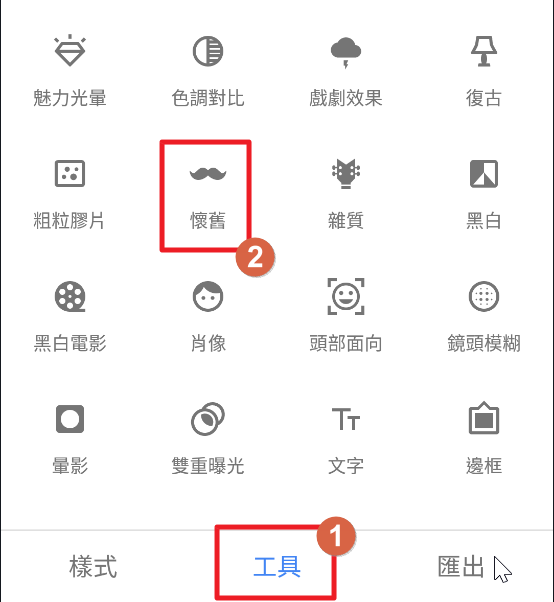 魅力光暈 色調對比 戲劇效果 復古
粗粒膠片 懷舊 雜質 黑白
2
黑白電影 肖像 頭部面向 鏡頭模糊
Tt
暈影 雙重曝光 文字 邊框
1
樣式 工具 匯出